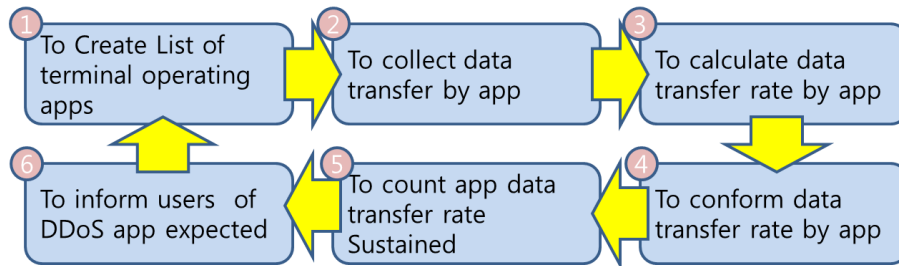 1
To Create List of
terminal operating
apps
2
To collect data
transfer by app
3
To calculate data
transfer rate by app
4
To conform data
transfer rate by app
5
To count app data
transfer rate
Sustained
6
To inform users of
DDoS app expected